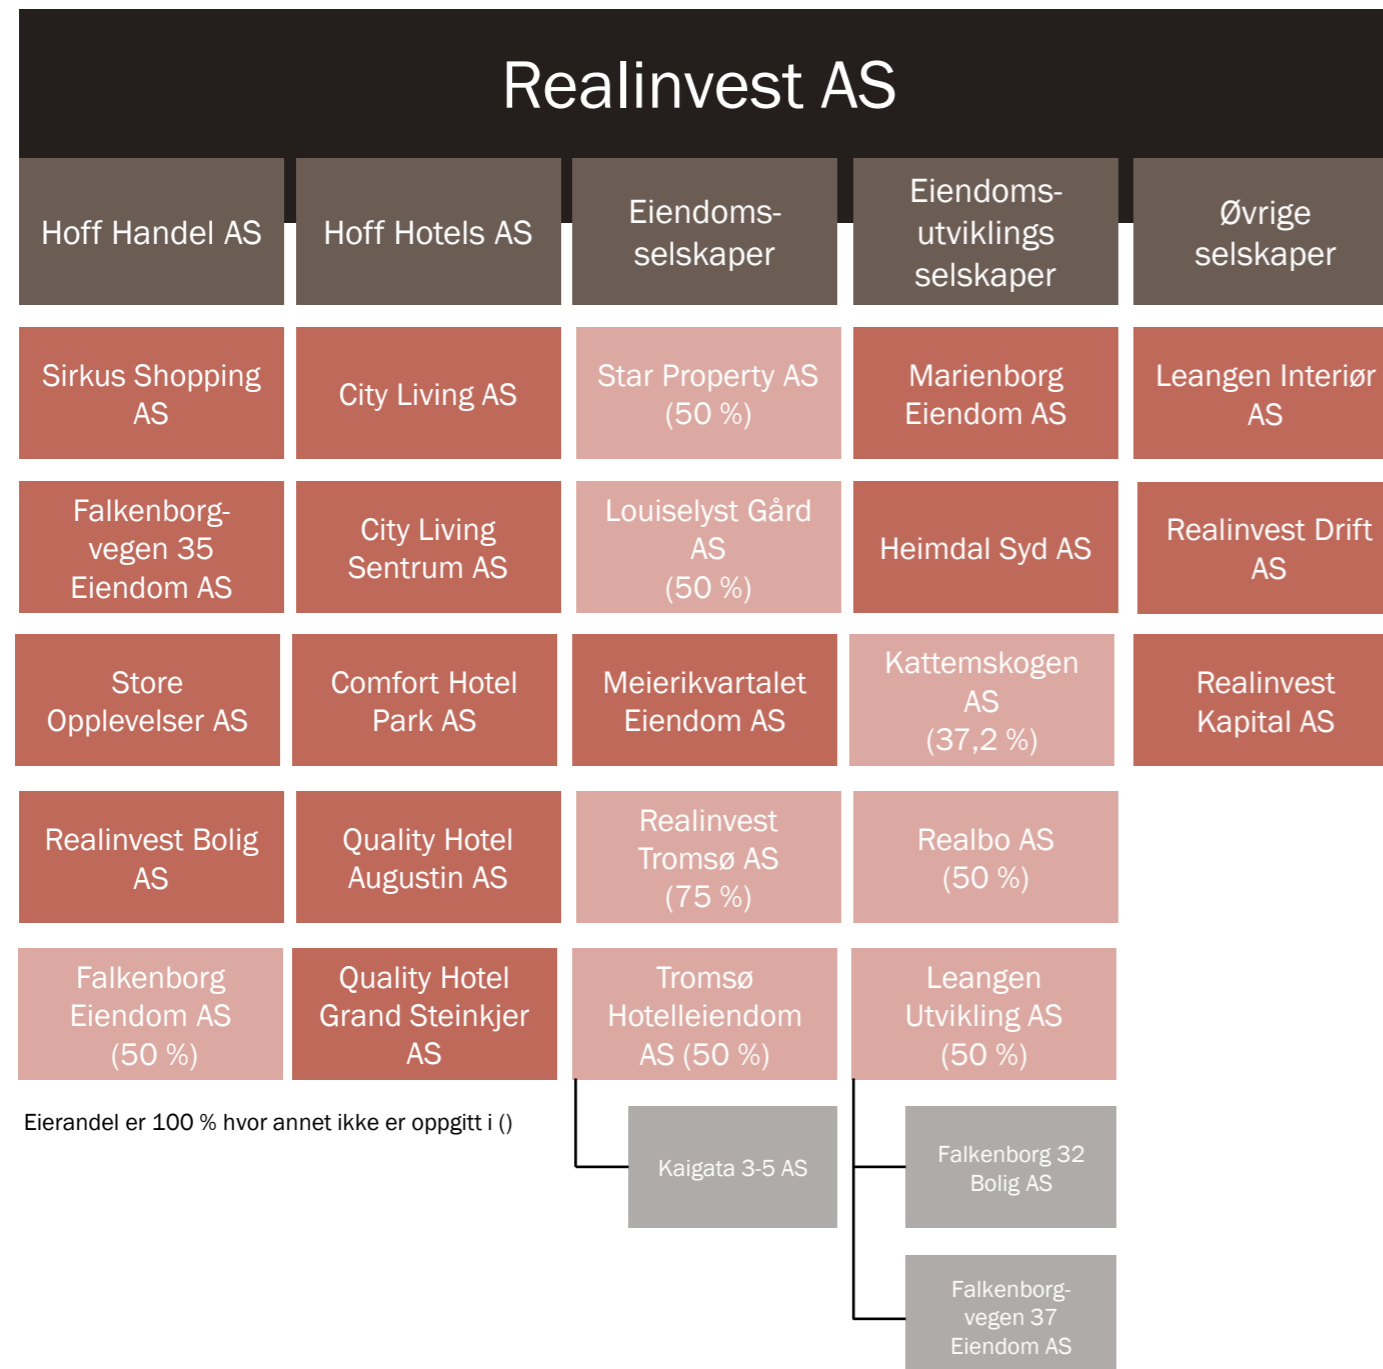 Realinvest AS
Hoff Handel AS
Hoff Hotels AS
Eiendoms-
selskaper
Eiendoms-
utviklings
selskaper
Øvrige
selskaper
Sirkus Shopping
AS
City Living AS
Star Property AS
(50 %)
Marienborg
Eiendom AS
Leangen Interiør
AS
Falkenborg-
vegen 35
Eiendom AS
City Living
Sentrum AS
Louiselyst Gård
AS
(50 %)
Heimdal Syd AS
Realinvest Drift
AS
Store
Opplevelser AS
Comfort Hotel
Park AS
Meierikvartalet
Eiendom AS
Kattemskogen
AS
(37,2 %)
Realinvest
Kapital AS
Realinvest Bolig
AS
Quality Hotel
Augustin AS
Realinvest
Tromsø AS
(75 %)
Realbo AS
(50 %)
Falkenborg
Eiendom AS
(50 %)
Quality Hotel
Grand Steinkjer
AS
Tromsø
Hotelleiendom
AS (50 %)
Leangen
Utvikling AS
(50 %)
Eierandel er 100 % hvor annet ikke er oppgitt i ()
Kaigata 3-5 AS
Falkenborg 32
Bolig AS
Falkenborg-
vegen 37
Eiendom AS